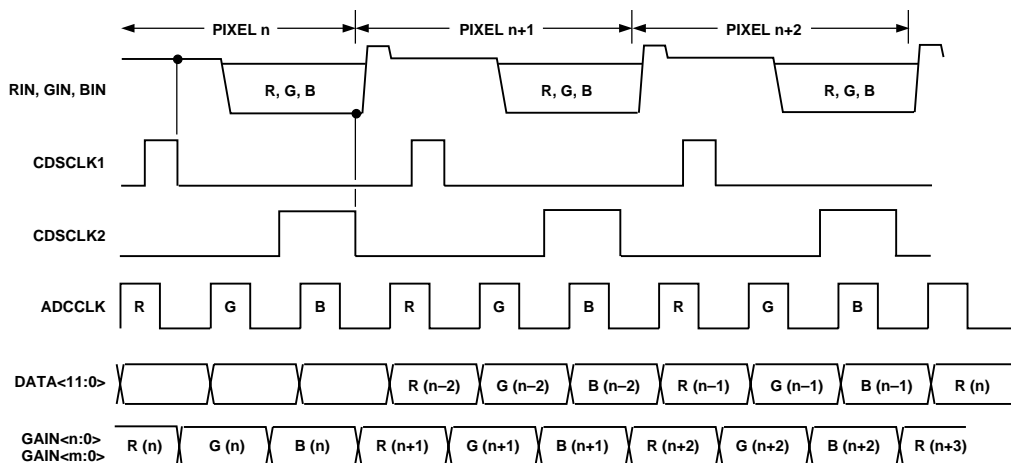 PIXEL n PIXEL n+1 PIXEL n+2
RIN, GIN, BIN R, G, B R, G, B R, G, B
CDSCLK1
CDSCLK2
ADCCLK R G B R G B R G B
DATA<11:0> R (n–2) G (n–2) B (n–2) R (n–1) G (n–1) B (n–1) R (n)
GAIN<n:0>
GAIN<m:0> R (n) G (n) B (n) R (n+1) G (n+1) B (n+1) R (n+2) G (n+2) B (n+2) R (n+3)